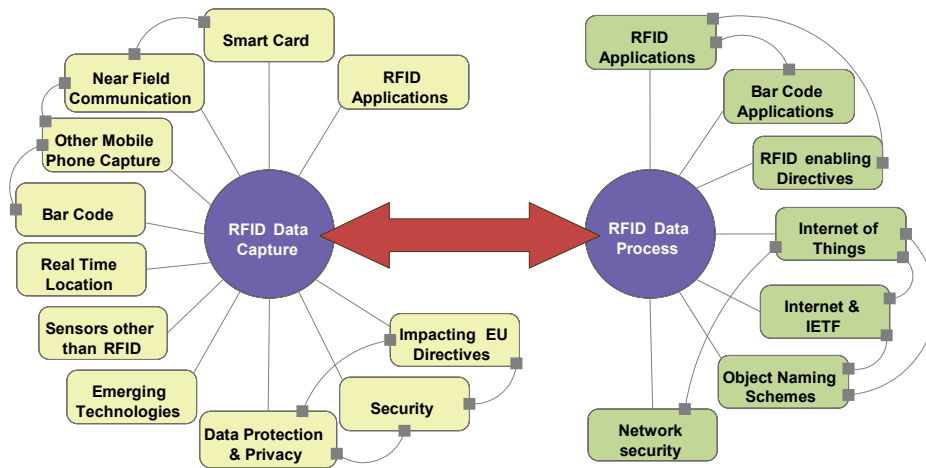 Smart Card
Near Field
Communication
RFID
Applications
Other Mobile
Phone Capture
Bar Code
RFID Data
Capture
Real Time
Location
Sensors other
than RFID
Emerging
Technologies
Data Protection
& Privacy
Security
Impacting EU
Directives
RFID
Applications
Bar Code
Applications
RFID enabling
Directives
RFID Data
Process
Internet of
Things
Internet &
IETF
Object Naming
Schemes
Network
security